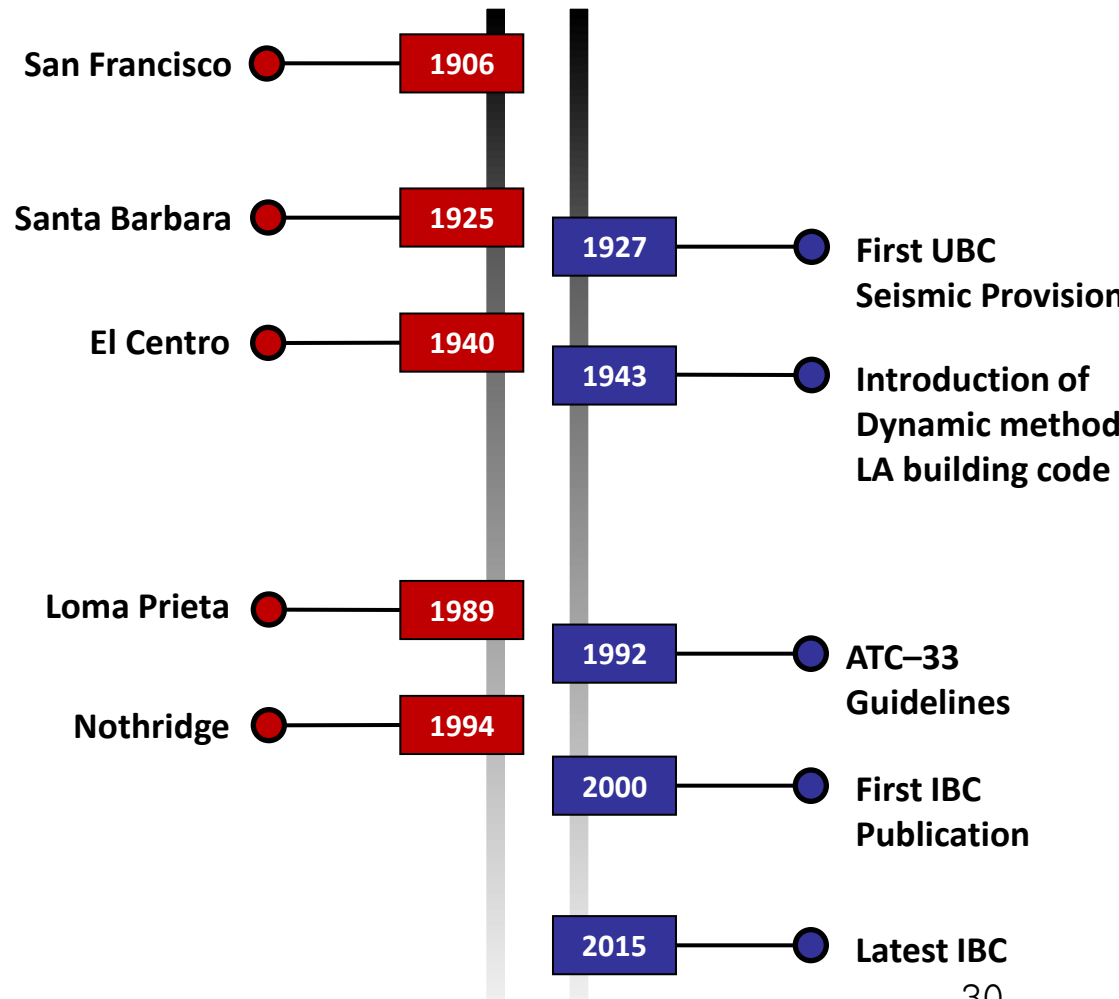 San Francisco 1906
Santa Barbara 1925
1927 First UBC
Seismic Provision
El Centro 1940
1943 Introduction of
Dynamic method
LA building code
Loma Prieta 1989
1992 ATC–33
Guidelines
Nothridge 1994
2000 First IBC
Publication
2015 Latest IBC
30